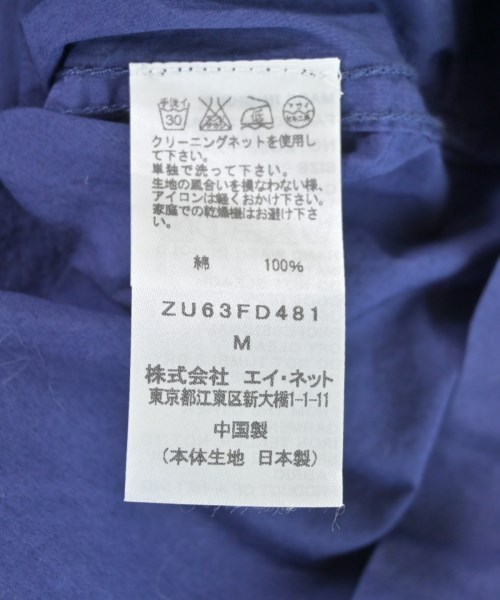 手洗イ 30 低
クリーニングネットを使用し
て下さい。
単独で洗って下さい。
生地の風合いを損なわない様、
アイロンは軽くおかけ下さい。
家庭での乾燥機はお避け下さ
い。
綿 100%
ZU63FD481
M
株式会社 エイ・ネット
東京都江東区新大橋1-1-11
中国製
(本体生地 日本製)